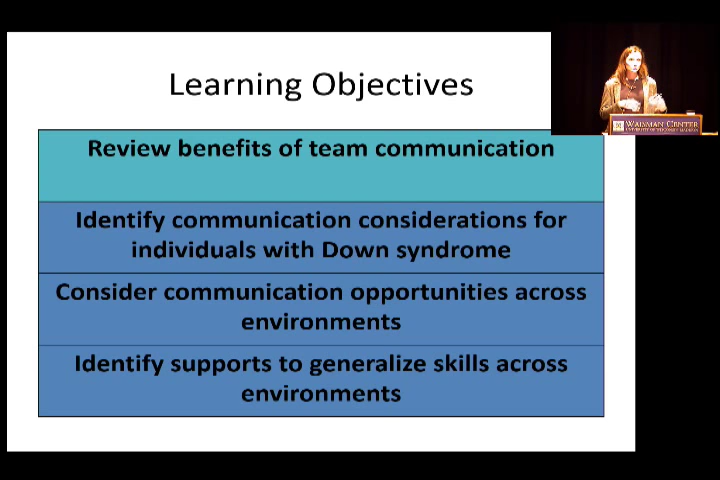 Learning Objectives
WAISMAN CENTER
Review benefits of team communication
Identify communication considerations for
individuals with Down syndrome
Consider communication opportunities across
environments
Identify supports to generalize skills across
environments